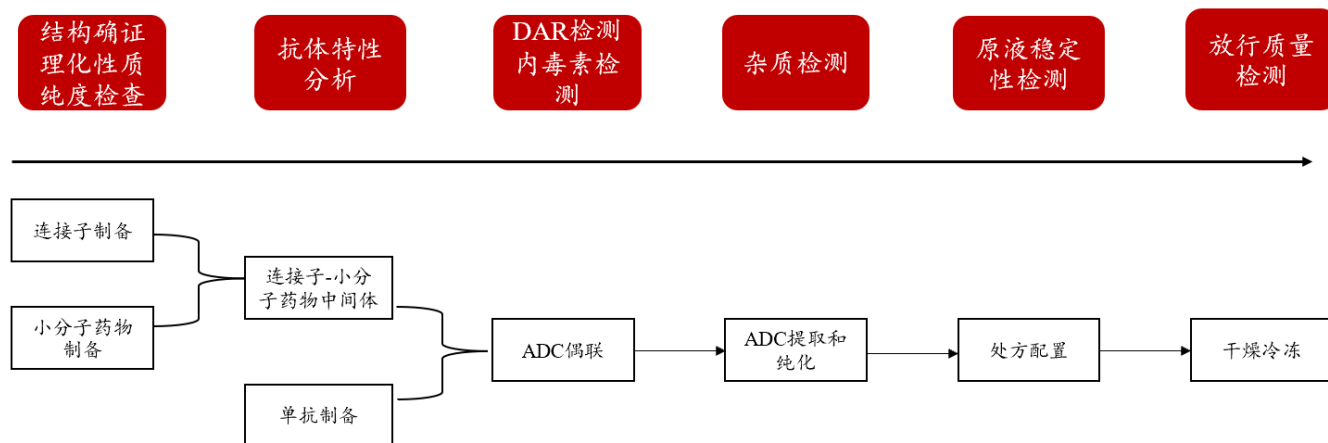 结构确证
理化性质
纯度检查
抗体特性
分析
DAR检测
内毒素检
测
杂质检测
原液稳定
性检测
放行质量
检测
连接子制备
小分子药物
制备
连接子-小分
子药物中间体
单抗制备
ADC偶联
ADC提取和
纯化
处方配置
干燥冷冻